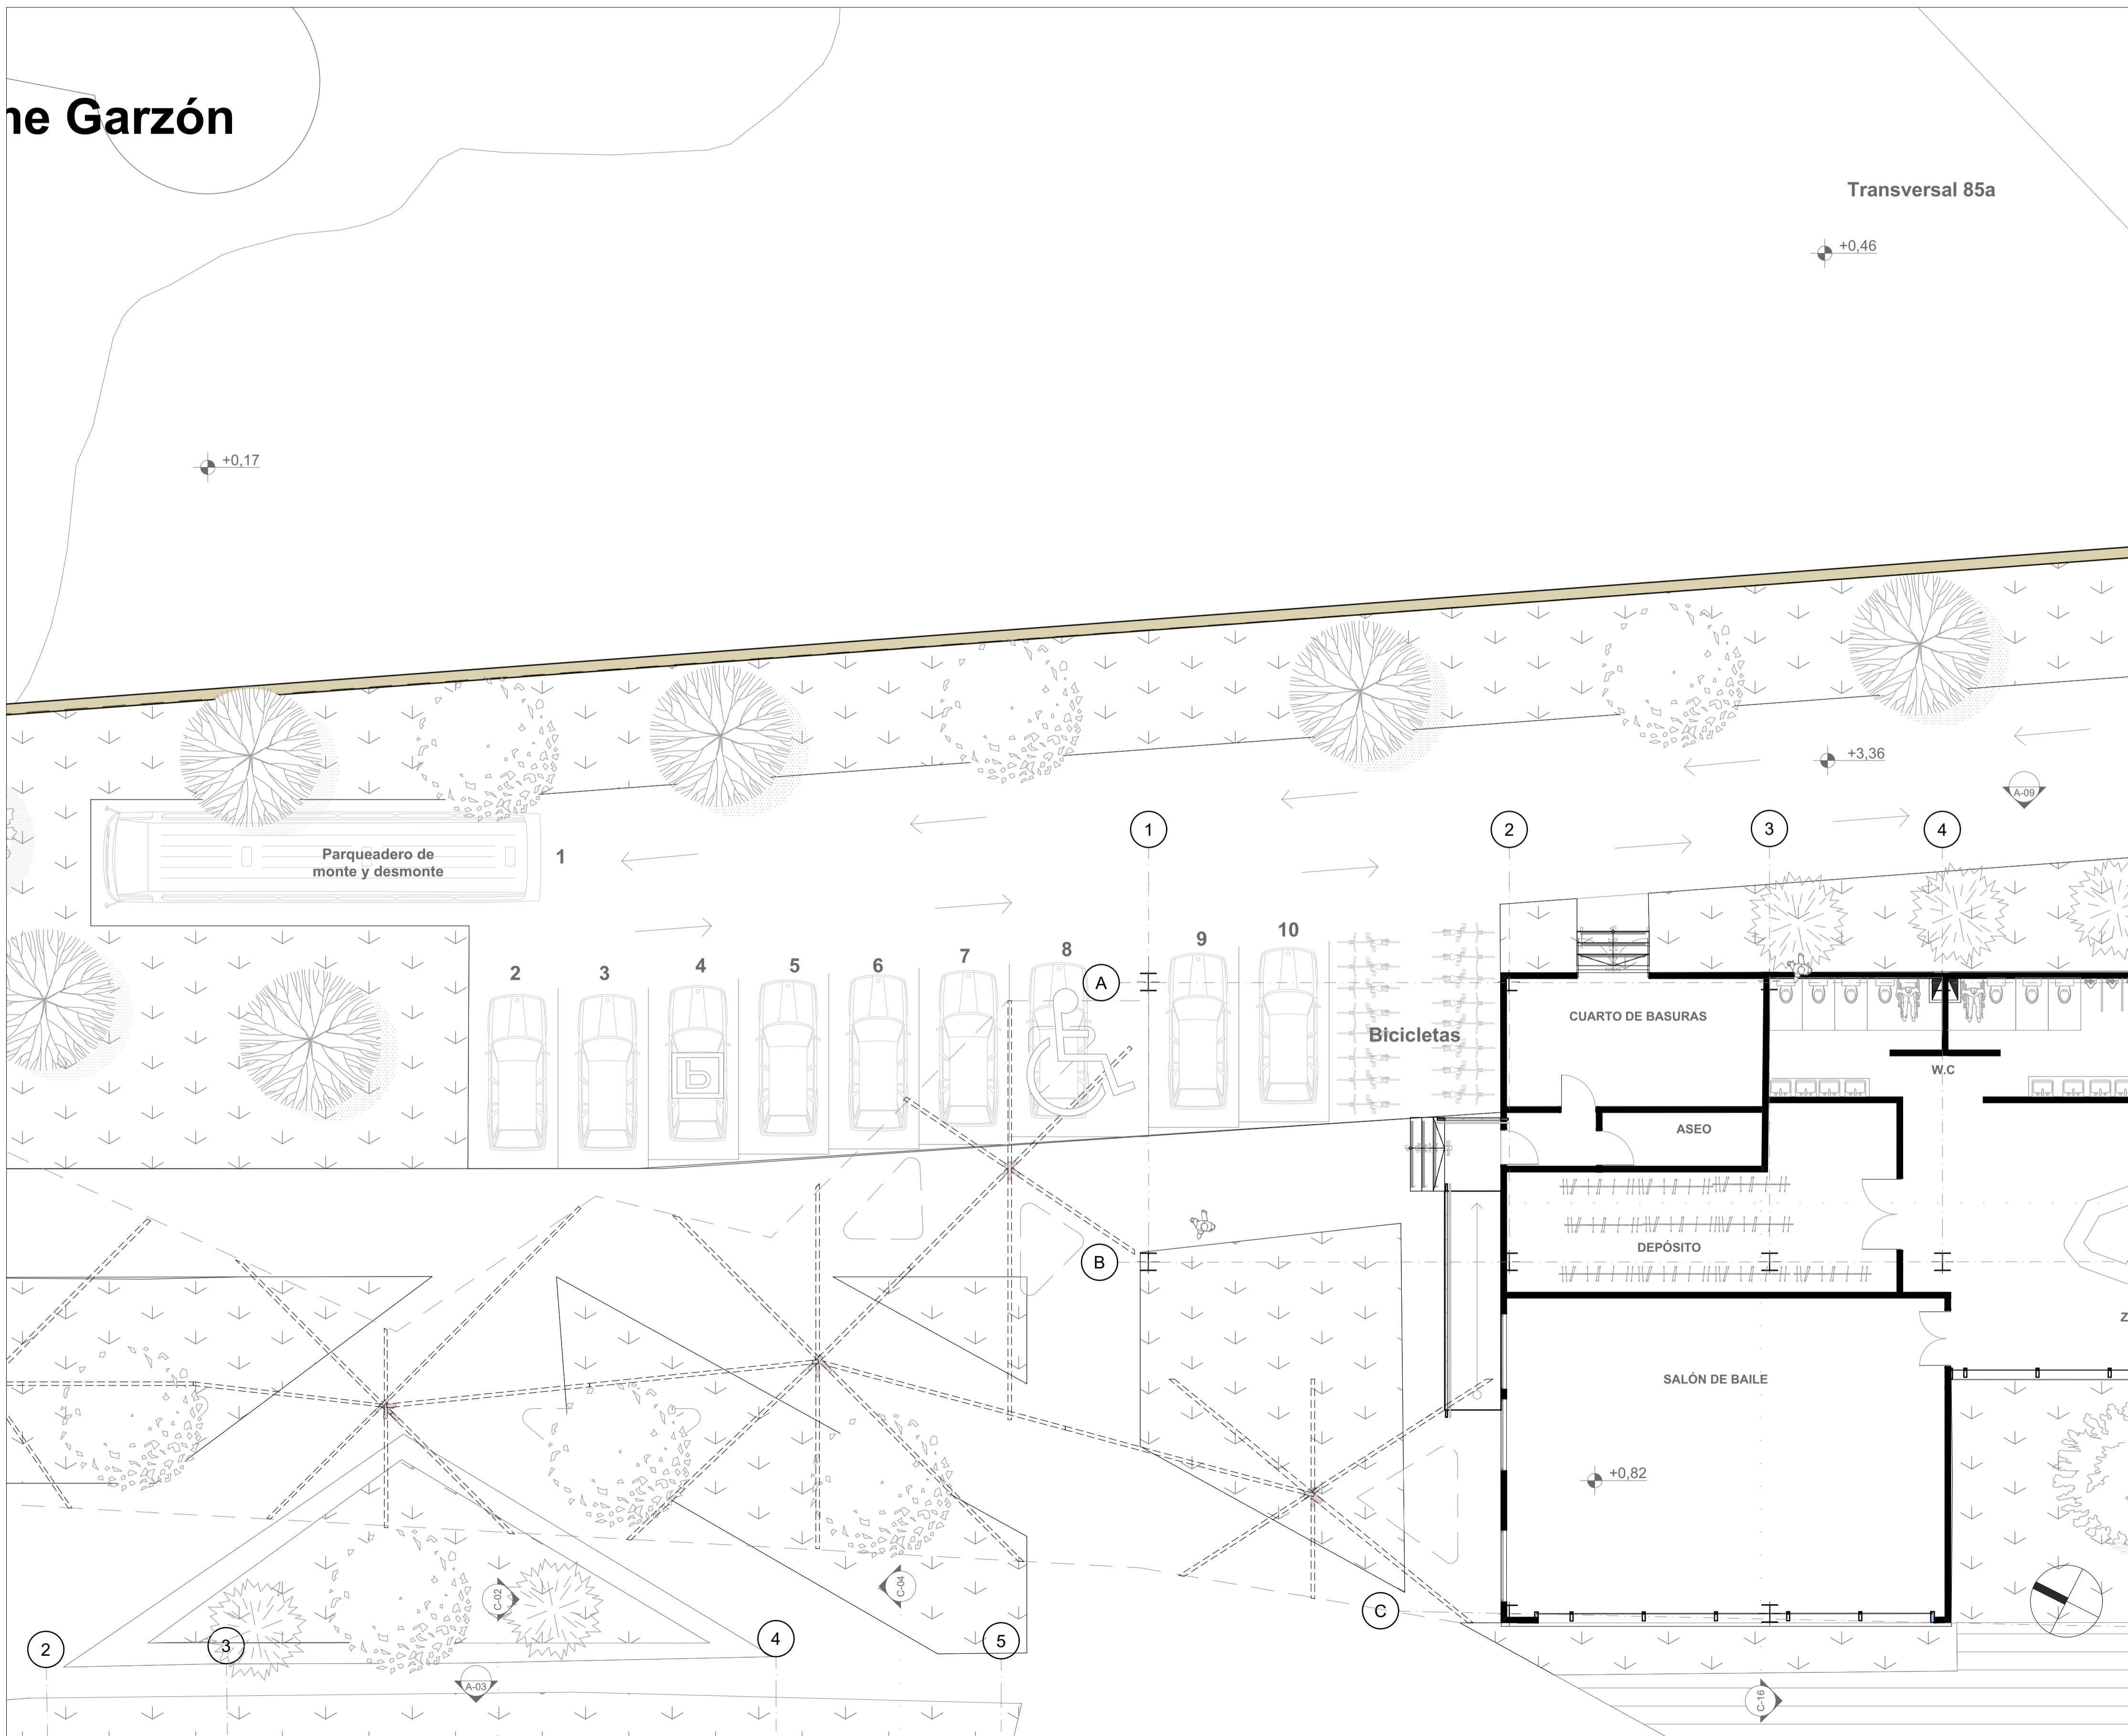 ne Garzón
Transversal 85a
+0,46
+0,17
+3,36
A-09
1
2
3
4
Parqueadero de
monte y desmonte
1
2
3
4
5
6
7
8
9
10
A
Bicicletas
CUARTO DE BASURAS
W.C
ASEO
B
DEPÓSITO
Z
SALÓN DE BAILE
+0,82
C-02
C-04
C
2
3
4
5
A-03
C-16